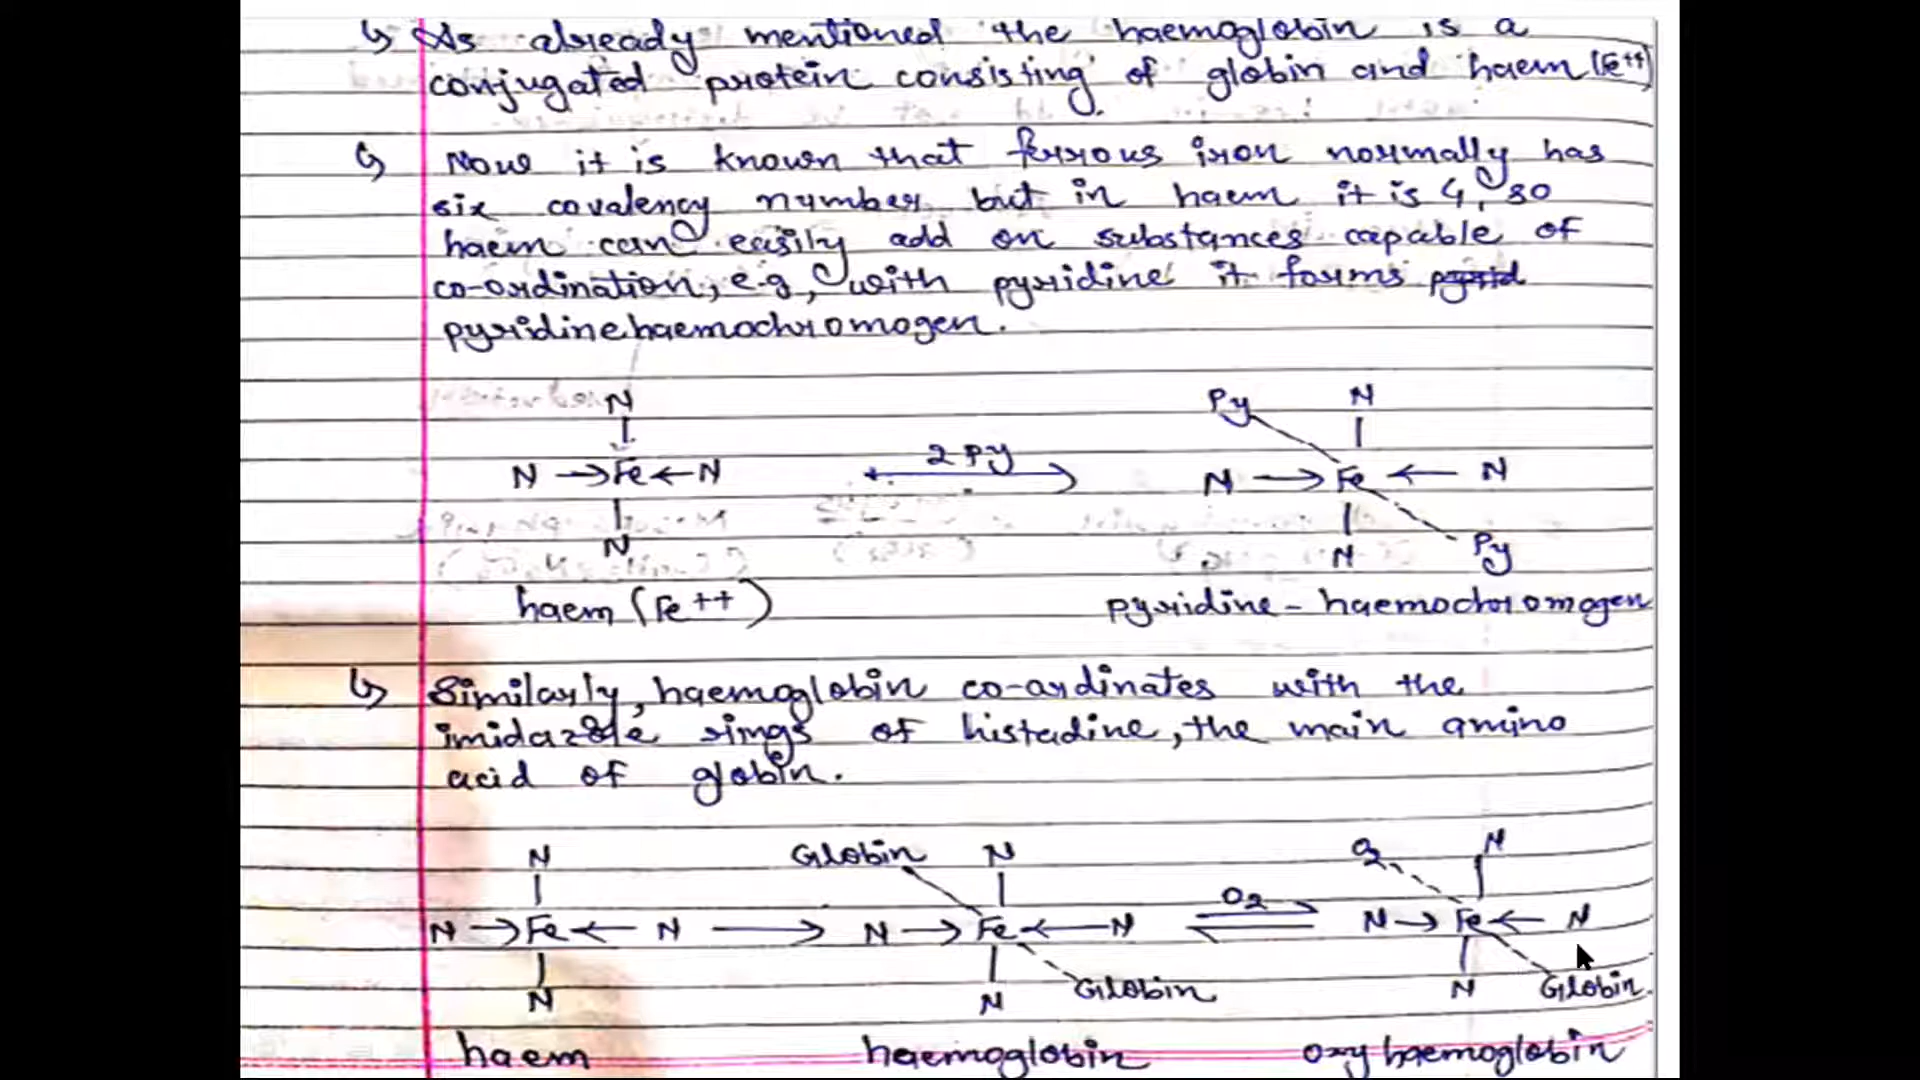 ↳ As already mentioned the haemoglobin is a
conjugated protein consisting of globin and haem (Fe++)
↳ Now it is known that ferrous iron normally has
six covalency number but in haem it is 4, so
haem can easily add on substances capable of
co-ordination, e.g, with pyridine it forms pyrid
pyridinehaemochromogen.
N Py N
N →Fe← N 2 Py N → Fe ← N
N N Py
haem (Fe++) pyridine - haemochromogen
↳ Similarly, haemoglobin co-ordinates with the
imidazole rings of histadine, the main amino
acid of globin.
N Globin N O2 N
N →Fe← N → N → Fe ← N O2 ⇌ N → Fe ← N
N N Globin N Globin
haem haemoglobin oxyhaemoglobin